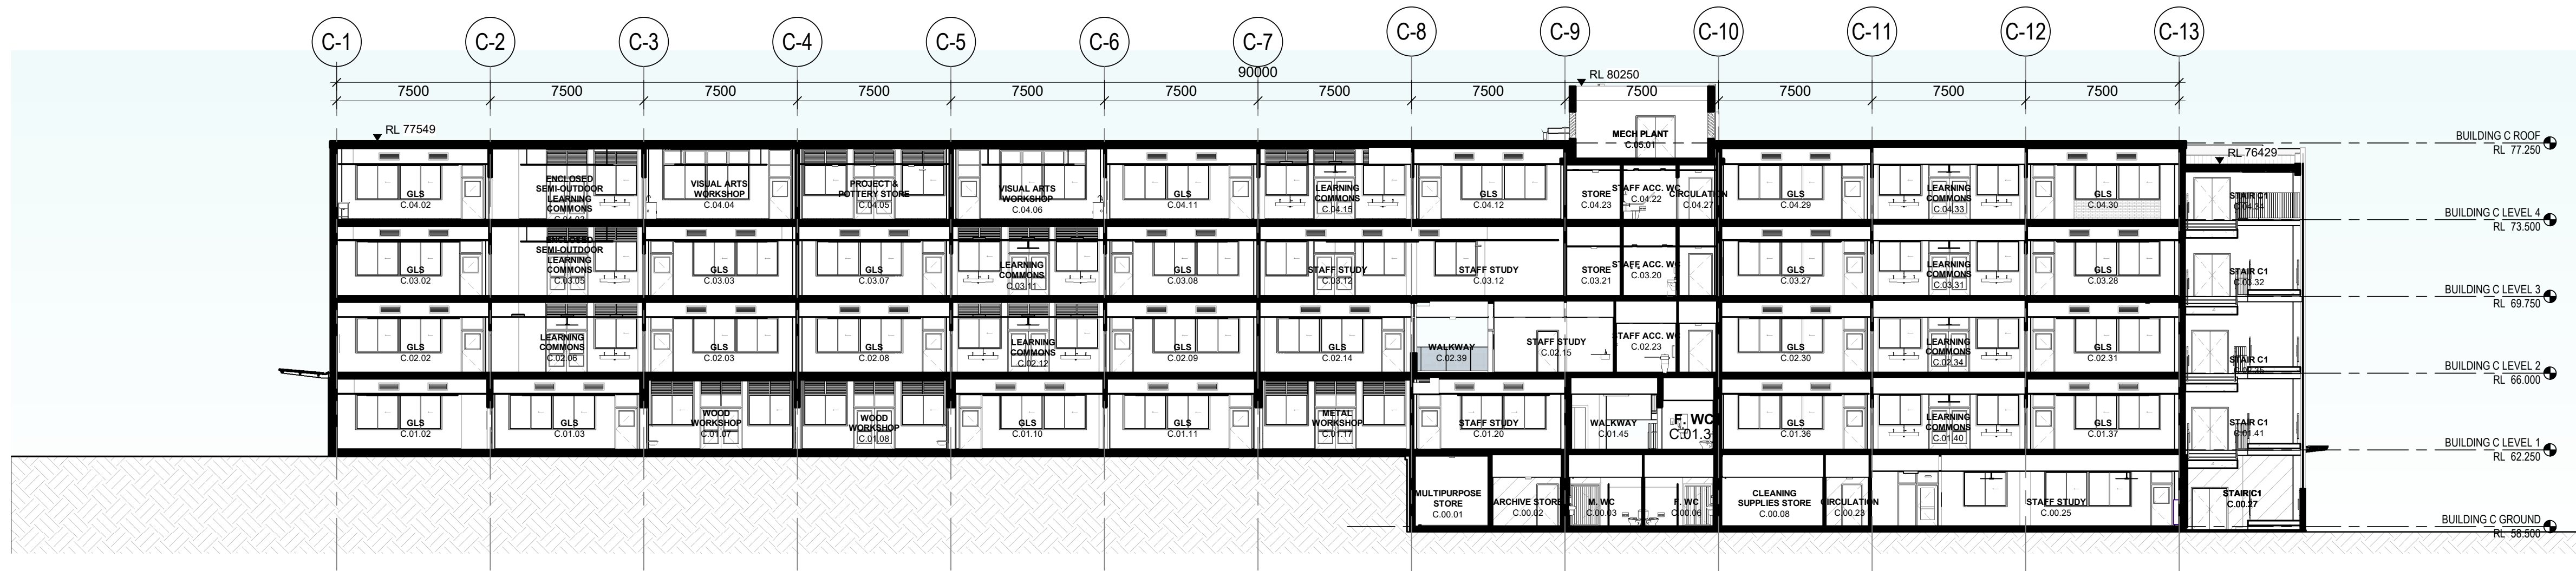 C-1 C-2 C-3 C-4 C-5 C-6 C-7 C-8 C-9 C-10 C-11 C-12 C-13
90000
RL 80250
7500 7500 7500 7500 7500 7500 7500 7500 7500 7500 7500 7500
RL 77549
MECH PLANT
C.05.01
BUILDING C ROOF
RL 77.250
RL 76429
GLS
C.04.02
ENCLOSED
SEMI-OUTDOOR
LEARNING
COMMONS
C.04.03
VISUAL ARTS
WORKSHOP
C.04.04
PROJECT &
POTTERY STORE
C.04.05
VISUAL ARTS
WORKSHOP
C.04.06
GLS
C.04.11
LEARNING
COMMONS
C.04.15
GLS
C.04.12
STORE
C.04.23
STAFF ACC. WC
C.04.22
CIRCULATION
C.04.27
GLS
C.04.29
LEARNING
COMMONS
C.04.33
GLS
C.04.30
STAIR C1
C.04.34
BUILDING C LEVEL 4
RL 73.500
GLS
C.03.02
ENCLOSED
SEMI-OUTDOOR
LEARNING
COMMONS
C.03.05
GLS
C.03.03
GLS
C.03.07
LEARNING
COMMONS
C.03.11
GLS
C.03.08
STAFF STUDY
C.03.12
STAFF STUDY
C.03.12
STORE
C.03.21
STAFF ACC. WC
C.03.20
GLS
C.03.27
LEARNING
COMMONS
C.03.31
GLS
C.03.28
STAIR C1
C.03.32
BUILDING C LEVEL 3
RL 69.750
GLS
C.02.02
LEARNING
COMMONS
C.02.06
GLS
C.02.03
GLS
C.02.08
LEARNING
COMMONS
C.02.12
GLS
C.02.09
GLS
C.02.14
WALKWAY
C.02.39
STAFF STUDY
C.02.15
STAFF ACC. WC
C.02.23
GLS
C.02.30
LEARNING
COMMONS
C.02.34
GLS
C.02.31
STAIR C1
BUILDING C LEVEL 2
RL 66.000
GLS
C.01.02
GLS
C.01.03
WOOD
WORKSHOP
C.01.07
WOOD
WORKSHOP
C.01.08
GLS
C.01.10
GLS
C.01.11
METAL
WORKSHOP
C.01.17
STAFF STUDY
C.01.20
WALKWAY
C.01.45
F. WC
C.01.3
GLS
C.01.36
LEARNING
COMMONS
C.01.40
GLS
C.01.37
STAIR C1
C.01.41
BUILDING C LEVEL 1
RL 62.250
MULTIPURPOSE
STORE
C.00.01
ARCHIVE STORE
C.00.02
M. WC
C.00.03
F. WC
C.00.06
CLEANING
SUPPLIES STORE
C.00.08
CIRCULATION
C.00.23
STAFF STUDY
C.00.25
STAIR C1
C.00.27
BUILDING C GROUND
RL 58.500